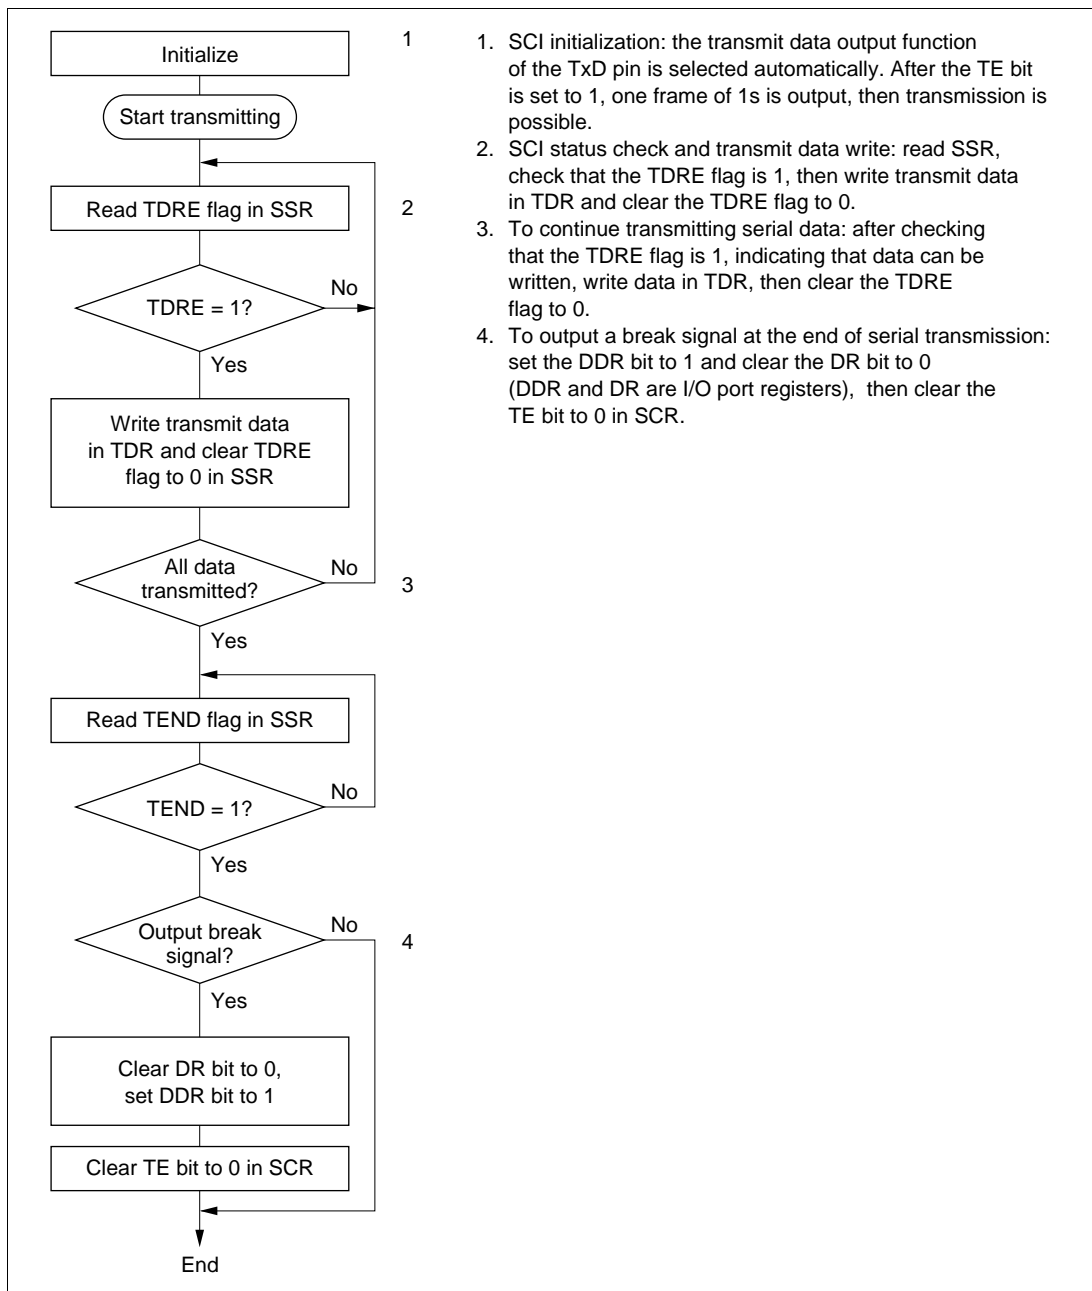 Initialize
1
Start transmitting
Read TDRE flag in SSR
2
TDRE = 1?
No
Yes
Write transmit data
in TDR and clear TDRE
flag to 0 in SSR
All data
transmitted?
No
3
Yes
Read TEND flag in SSR
TEND = 1?
No
Yes
Output break
signal?
No
4
Yes
Clear DR bit to 0,
set DDR bit to 1
Clear TE bit to 0 in SCR
End
1. SCI initialization: the transmit data output function
of the TxD pin is selected automatically. After the TE bit
is set to 1, one frame of 1s is output, then transmission is
possible.
2. SCI status check and transmit data write: read SSR,
check that the TDRE flag is 1, then write transmit data
in TDR and clear the TDRE flag to 0.
3. To continue transmitting serial data: after checking
that the TDRE flag is 1, indicating that data can be
written, write data in TDR, then clear the TDRE
flag to 0.
4. To output a break signal at the end of serial transmission:
set the DDR bit to 1 and clear the DR bit to 0
(DDR and DR are I/O port registers), then clear the
TE bit to 0 in SCR.